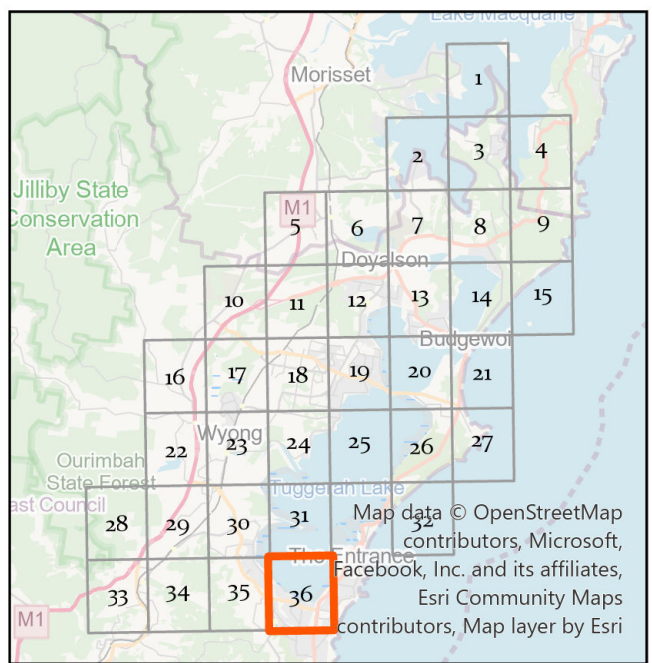 Lake Macquarie
Morisset
1
2
3
4
Jilliby State
Conservation
Area
M1
5
6
7
8
9
Doyalson
10
11
12
13
14
15
Budgewoi
16
17
18
19
20
21
Wyong
22
23
24
25
26
27
Ourimbah
State Forest
ast Council
Tuggerah Lake
28
29
30
31
32
Map data © OpenStreetMap
contributors, Microsoft,
The Entrance
Facebook, Inc. and its affiliates,
Esri Community Maps
contributors, Map layer by Esri
33
34
35
36
M1